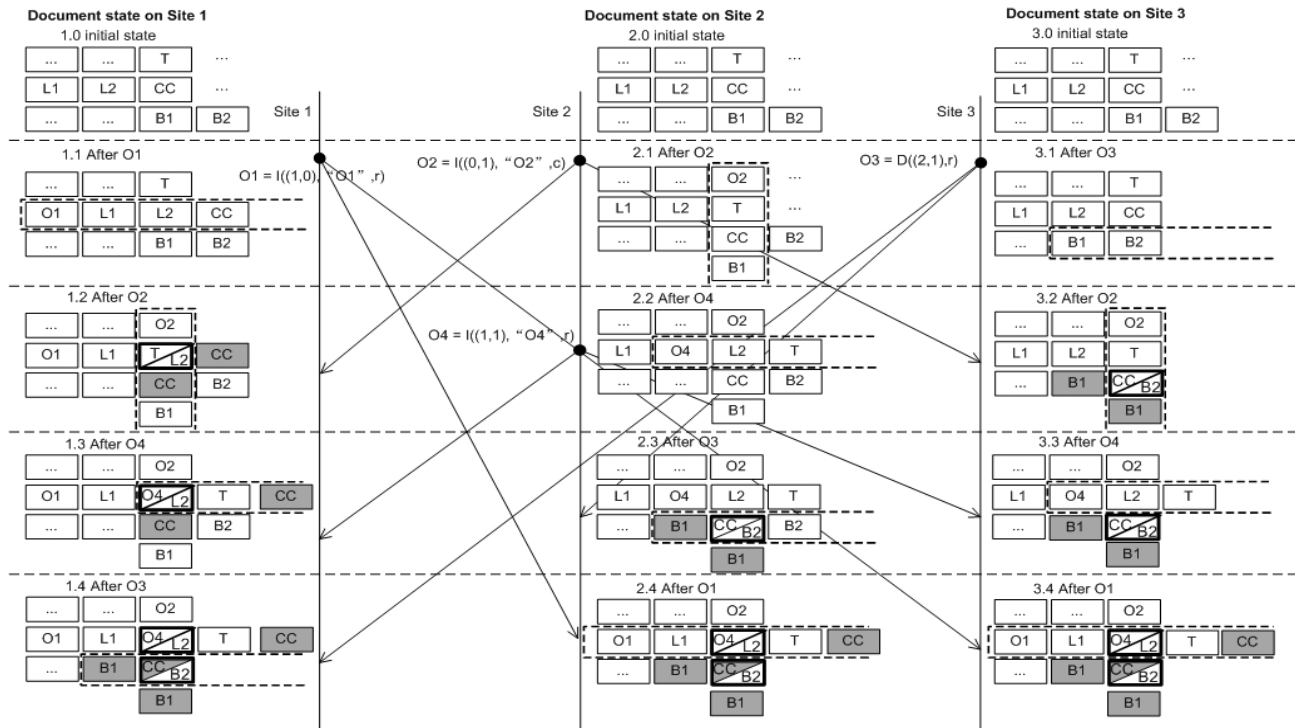 Document state on Site 1
Document state on Site 2
Document state on Site 3
1.0 initial state
2.0 initial state
3.0 initial state
... ... T ...
... ... T ...
... ... T ...
L1 L2 CC ...
L1 L2 CC ...
L1 L2 CC ...
... ... B1 B2
Site 1
Site 2
... ... B1 B2
Site 3
... ... B1 B2
1.1 After O1
2.1 After O2
3.1 After O3
O1 = I((1,0), “O1” ,r)
O2 = I((0,1), “O2” ,c)
O3 = D((2,1),r)
... ... T
... ... O2 ...
... ... T
O1 L1 L2 CC
L1 L2 T ...
L1 L2 CC
... ... B1 B2
... ... CC B2
... B1 B2
B1
1.2 After O2
2.2 After O4
3.2 After O2
O4 = I((1,1), “O4” ,r)
... ... O2
... ... O2
... ... O2
O1 L1 T L2 CC
L1 O4 L2 T
L1 L2 T
... ... CC B2
... ... CC B2
... B1 CC B2
B1
B1
B1
1.3 After O4
2.3 After O3
3.3 After O4
... ... O2
... ... O2
... ... O2
O1 L1 O4 L2 T CC
L1 O4 L2 T
L1 O4 L2 T
... ... CC B2
... B1 CC B2 B2
... B1 CC B2
B1
B1
B1
1.4 After O3
2.4 After O1
3.4 After O1
... ... O2
... ... O2
... ... O2
O1 L1 O4 L2 T CC
O1 L1 O4 L2 T CC
O1 L1 O4 L2 T CC
... B1 CC B2
... B1 CC B2
... B1 CC B2
B1
B1
B1